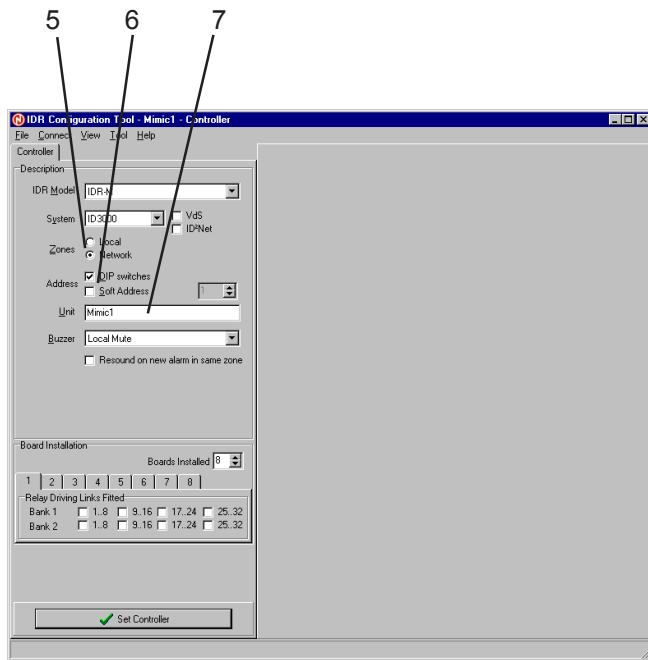 5 6 7
IDR Configuration Tool - Mimic1 - Controller
File Connect View Tool Help
Controller
Description
IDR Model IDR-M
System ID3000 VdS
ID²Net
Zones Local
Network
Address DIP switches
Soft Address 1
Unit Mimic1
Buzzer Local Mute
Resound on new alarm in same zone
Board Installation
Boards Installed 8
1 2 3 4 5 6 7 8
Relay Driving Links Fitted
Bank 1 1..8 9..16 17..24 25..32
Bank 2 1..8 9..16 17..24 25..32
Set Controller